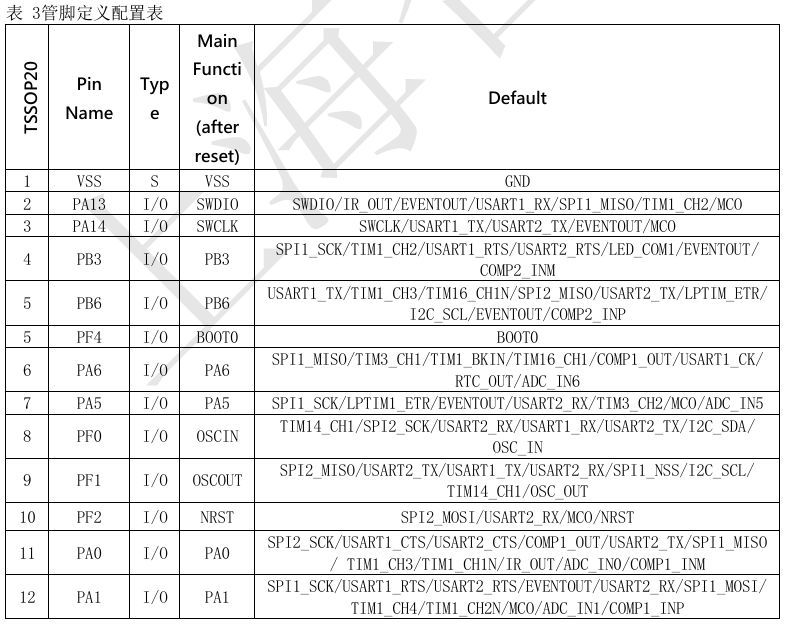 表 3管脚定义配置表
TSSOP20 Pin Name Type Main Function (after reset) Default
1 VSS S VSS GND
2 PA13 I/O SWDIO SWDIO/IR_OUT/EVENTOUT/USART1_RX/SPI1_MISO/TIM1_CH2/MCO
3 PA14 I/O SWCLK SWCLK/USART1_TX/USART2_TX/EVENTOUT/MCO
4 PB3 I/O PB3 SPI1_SCK/TIM1_CH2/USART1_RTS/USART2_RTS/LED_COM1/EVENTOUT/
COMP2_INM
5 PB6 I/O PB6 USART1_TX/TIM1_CH3/TIM16_CH1N/SPI2_MISO/USART2_TX/LPTIM_ETR/
I2C_SCL/EVENTOUT/COMP2_INP
5 PF4 I/O BOOT0 BOOT0
6 PA6 I/O PA6 SPI1_MISO/TIM3_CH1/TIM1_BKIN/TIM16_CH1/COMP1_OUT/USART1_CK/
RTC_OUT/ADC_IN6
7 PA5 I/O PA5 SPI1_SCK/LPTIM1_ETR/EVENTOUT/USART2_RX/TIM3_CH2/MCO/ADC_IN5
8 PF0 I/O OSCIN TIM14_CH1/SPI2_SCK/USART2_RX/USART1_RX/USART2_TX/I2C_SDA/
OSC_IN
9 PF1 I/O OSCOUT SPI2_MISO/USART2_TX/USART1_TX/USART2_RX/SPI1_NSS/I2C_SCL/
TIM14_CH1/OSC_OUT
10 PF2 I/O NRST SPI2_MOSI/USART2_RX/MCO/NRST
11 PA0 I/O PA0 SPI2_SCK/USART1_CTS/USART2_CTS/COMP1_OUT/USART2_TX/SPI1_MISO
/ TIM1_CH3/TIM1_CH1N/IR_OUT/ADC_IN0/COMP1_INM
12 PA1 I/O PA1 SPI1_SCK/USART1_RTS/USART2_RTS/EVENTOUT/USART2_RX/SPI1_MOSI/
TIM1_CH4/TIM1_CH2N/MCO/ADC_IN1/COMP1_INP
上海